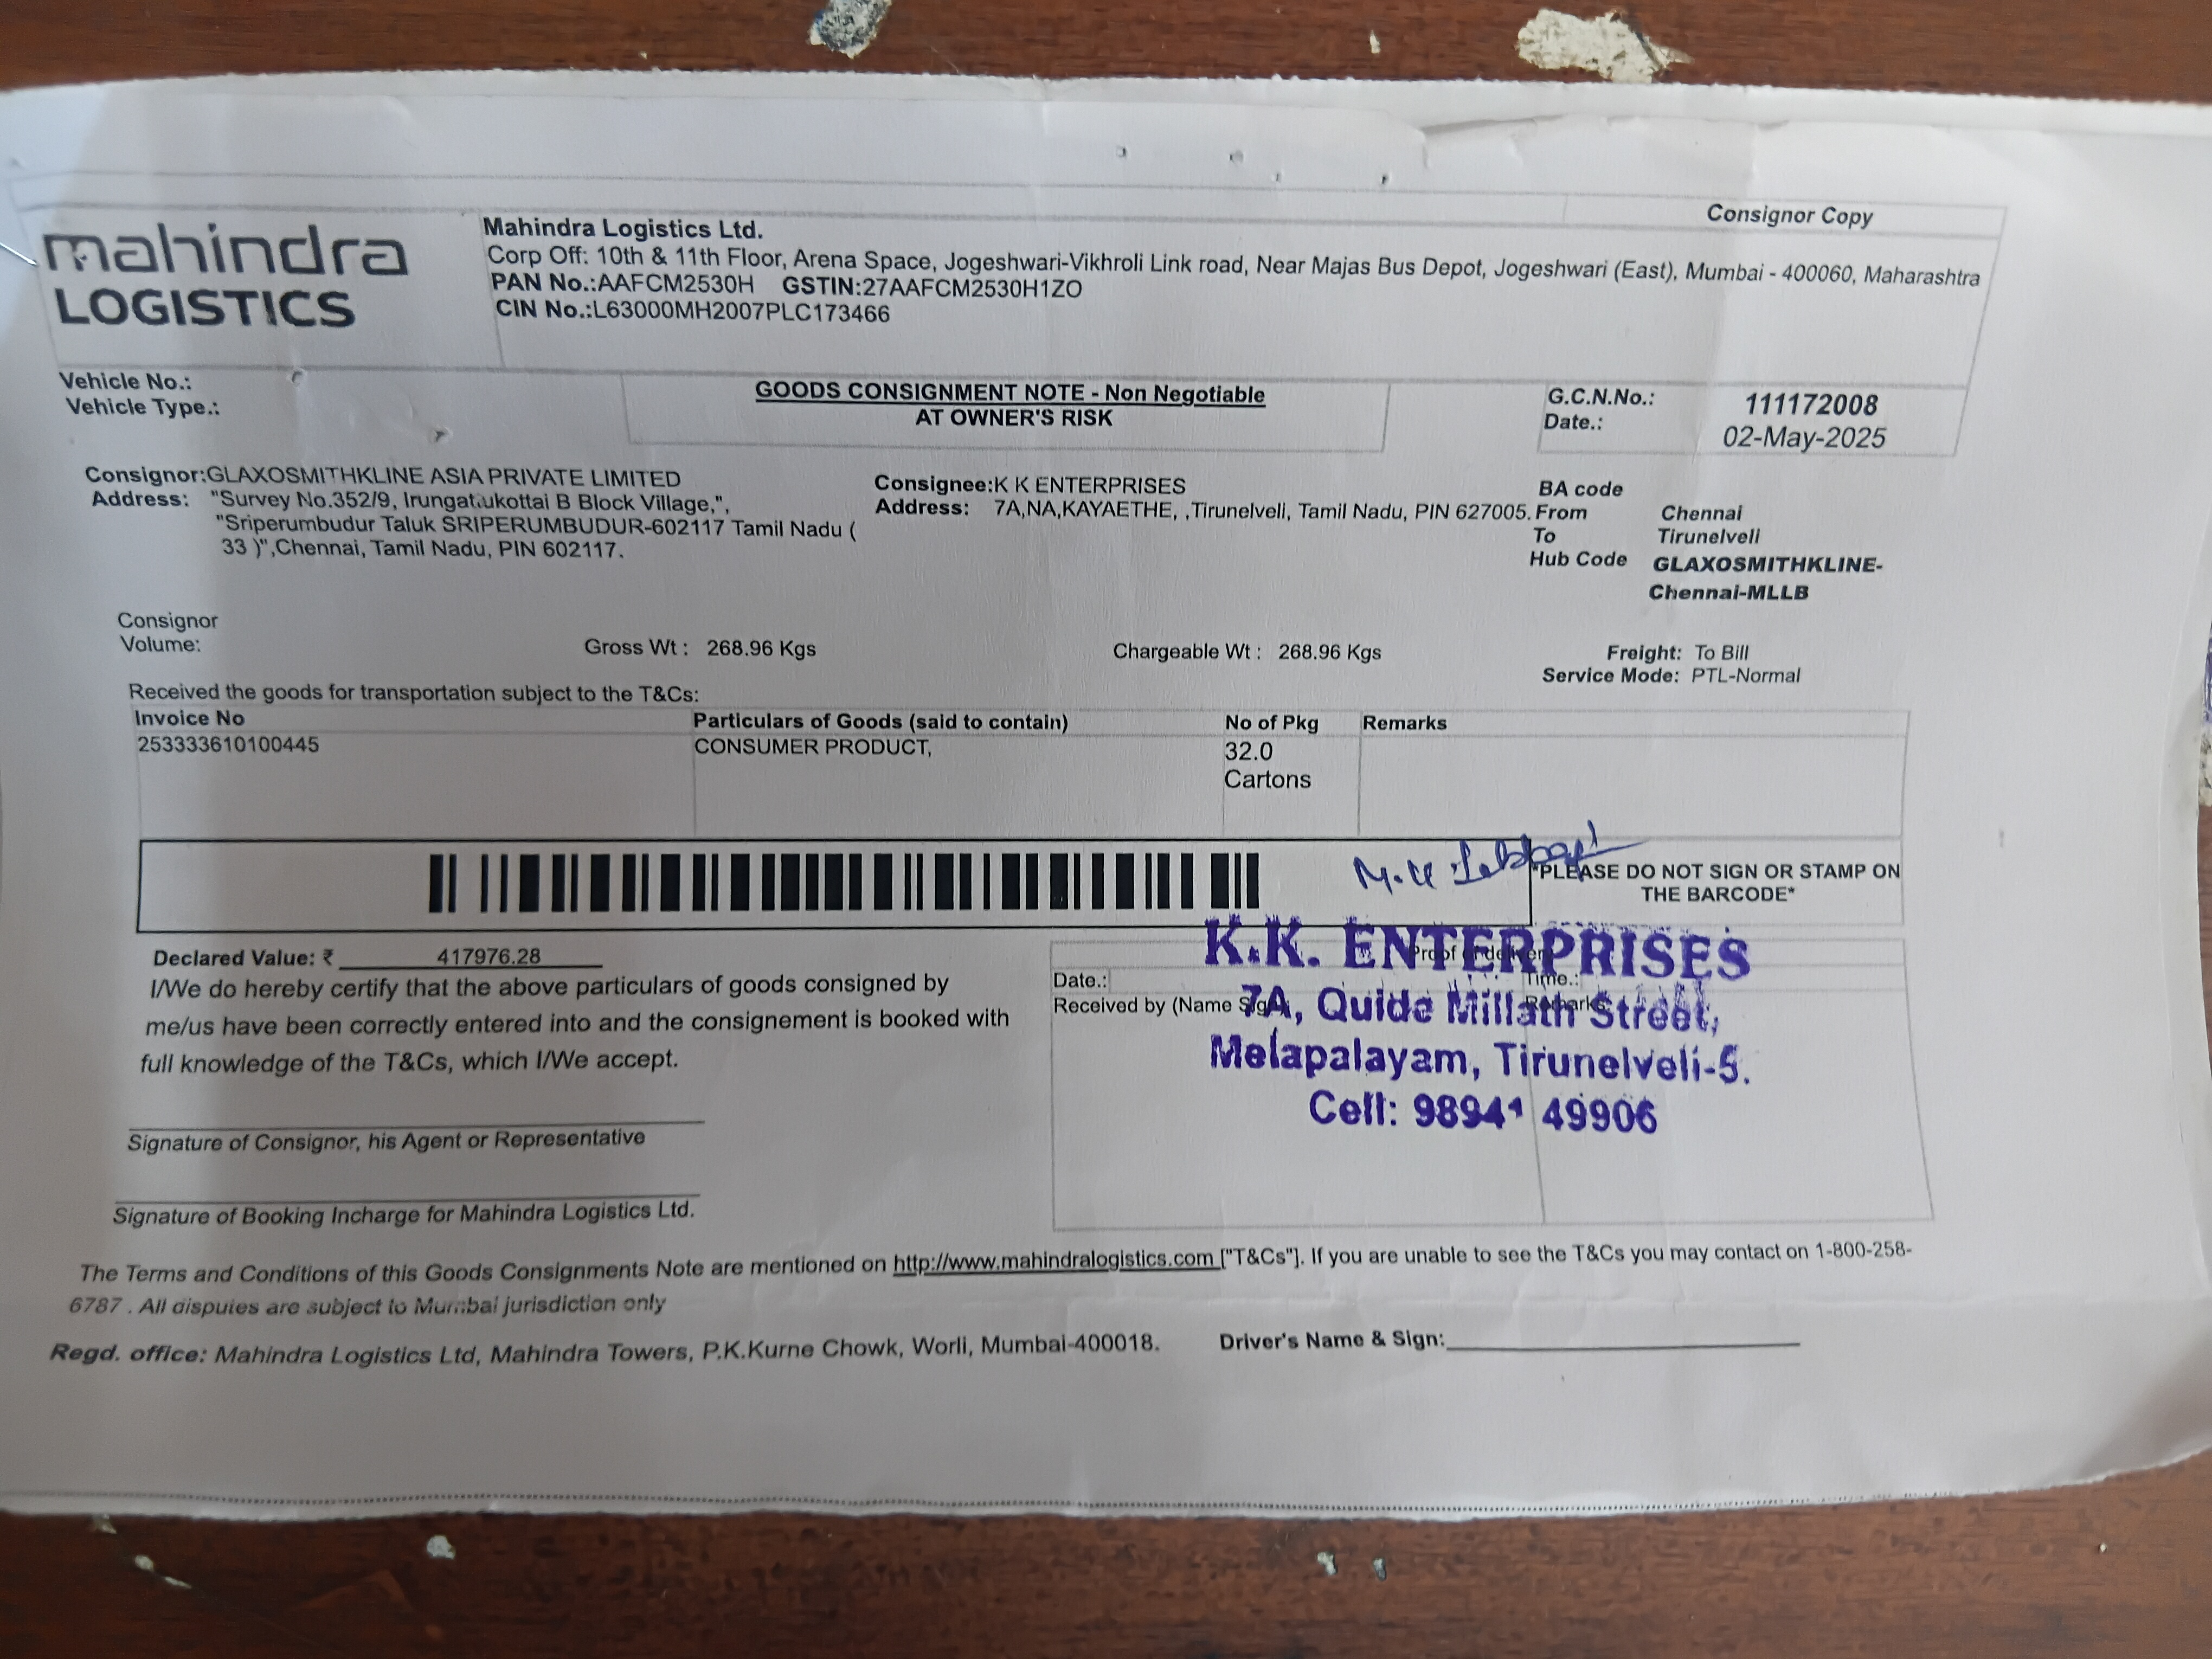 Consignor Copy
mahindra
LOGISTICS
Mahindra Logistics Ltd.
Corp Off: 10th & 11th Floor, Arena Space, Jogeshwari-Vikhroli Link road, Near Majas Bus Depot, Jogeshwari (East), Mumbai - 400060, Maharashtra
PAN No.:AAFCM2530H GSTIN:27AAFCM2530H1ZO
CIN No.:L63000MH2007PLC173466
Vehicle No.:
Vehicle Type.:
GOODS CONSIGNMENT NOTE - Non Negotiable
AT OWNER'S RISK
G.C.N.No.: 111172008
Date.: 02-May-2025
Consignor:GLAXOSMITHKLINE ASIA PRIVATE LIMITED
Address: "Survey No.352/9, Irungattukottai B Block Village,",
"Sriperumbudur Taluk SRIPERUMBUDUR-602117 Tamil Nadu (
33 )",Chennai, Tamil Nadu, PIN 602117.
Consignee:K K ENTERPRISES
Address: 7A,NA,KAYAETHE, ,Tirunelveli, Tamil Nadu, PIN 627005.
BA code
From Chennai
To Tirunelveli
Hub Code GLAXOSMITHKLINE-
Chennai-MLLB
Consignor
Volume:
Gross Wt : 268.96 Kgs
Chargeable Wt : 268.96 Kgs
Freight: To Bill
Service Mode: PTL-Normal
Received the goods for transportation subject to the T&Cs:
Invoice No Particulars of Goods (said to contain) No of Pkg Remarks
253333610100445 CONSUMER PRODUCT, 32.0
Cartons
*PLEASE DO NOT SIGN OR STAMP ON
THE BARCODE*
Declared Value: ₹ 417976.28
I/We do hereby certify that the above particulars of goods consigned by
me/us have been correctly entered into and the consignement is booked with
full knowledge of the T&Cs, which I/We accept.
Proof of delivery
Date.: Time.:
Received by (Name Sign Remarks
K.K. ENTERPRISES
7A, Quide Millath Street,
Melapalayam, Tirunelveli-5.
Cell: 98941 49906
Signature of Consignor, his Agent or Representative
Signature of Booking Incharge for Mahindra Logistics Ltd.
The Terms and Conditions of this Goods Consignments Note are mentioned on http://www.mahindralogistics.com ["T&Cs"]. If you are unable to see the T&Cs you may contact on 1-800-258-
6787 . All disputes are subject to Mumbai jurisdiction only
Regd. office: Mahindra Logistics Ltd, Mahindra Towers, P.K.Kurne Chowk, Worli, Mumbai-400018.
Driver's Name & Sign: